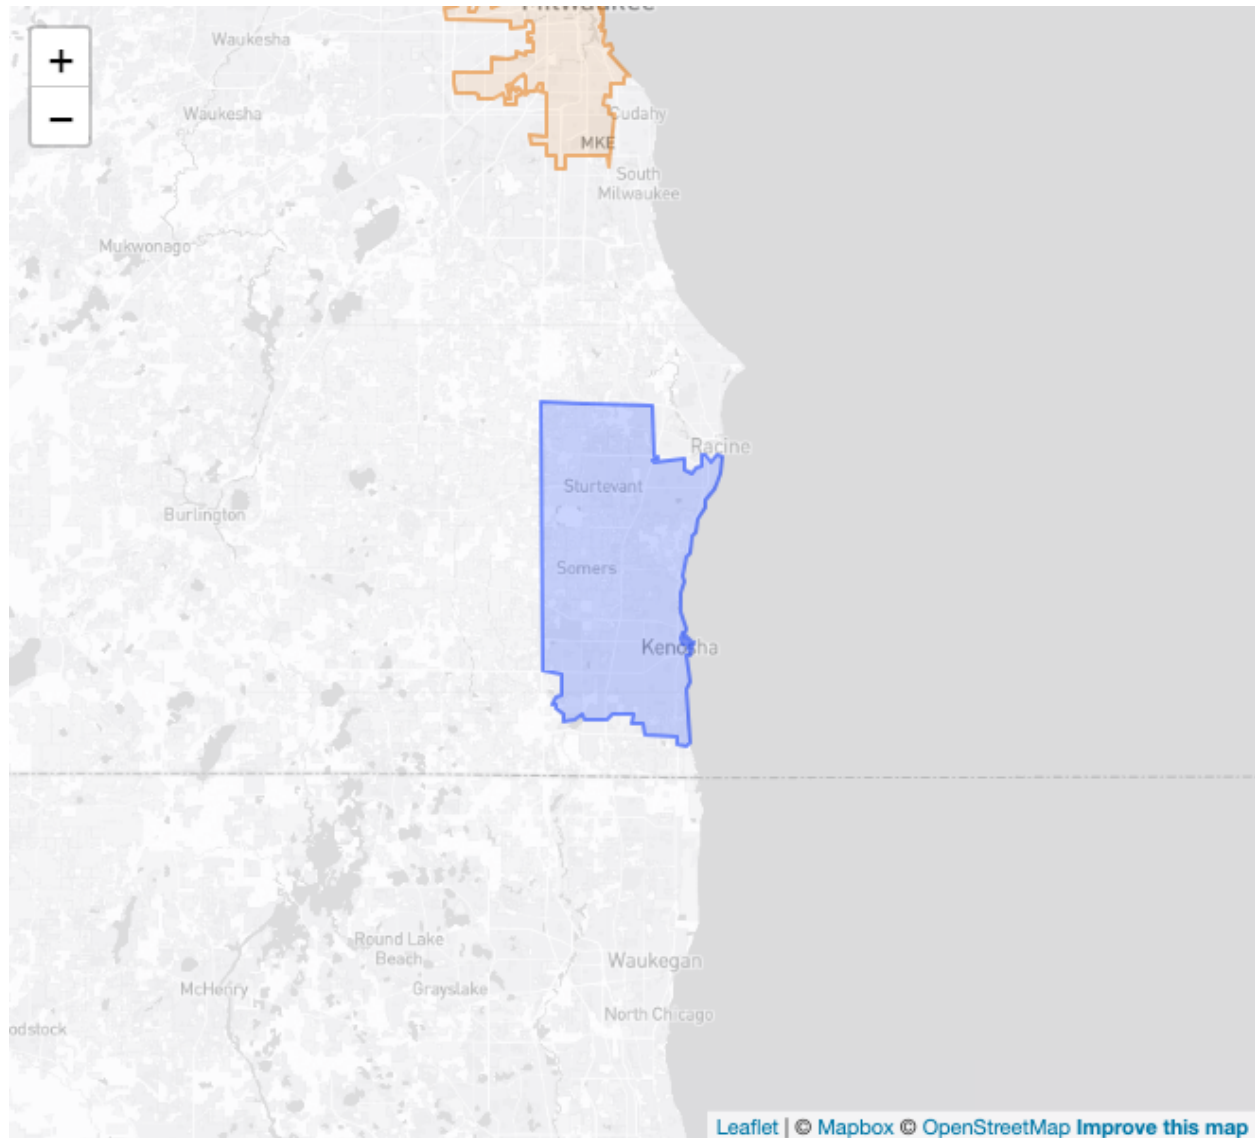 Milwaukee
Waukesha
+
Waukesha
Cudahy
−
MKE
South
Milwaukee
Mukwonago
Racine
Sturtevant
Burlington
Somers
Kenosha
Round Lake
Beach
Waukegan
McHenry
Grayslake
North Chicago
odstock
Leaflet | © Mapbox © OpenStreetMap Improve this map